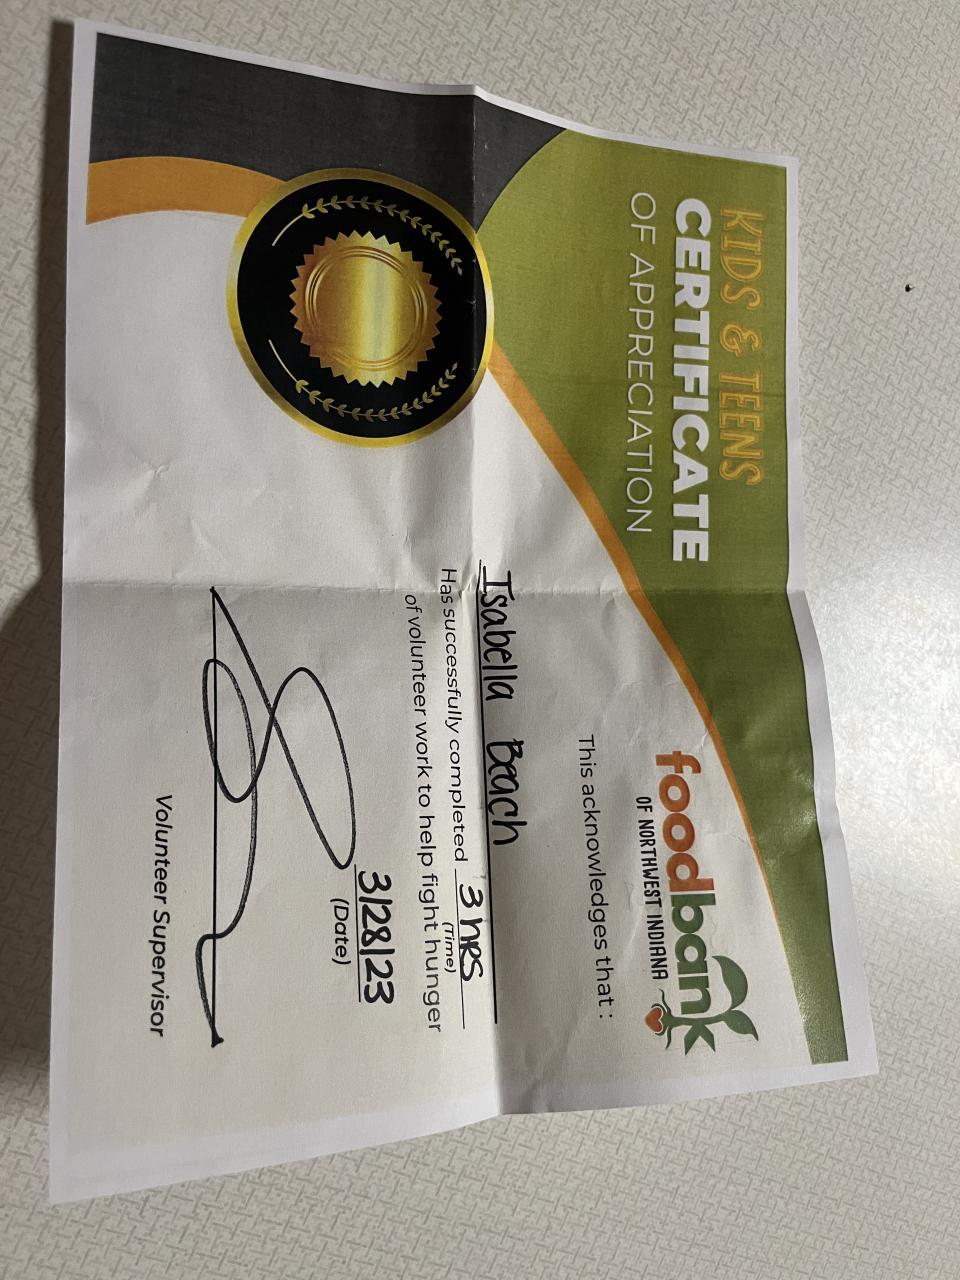 KIDS & TEENS
CERTIFICATE
OF APPRECIATION
foodbank
OF NORTHWEST INDIANA
This acknowledges that :
Isabella Beach
Has successfully completed 3 hrs
(Time)
of volunteer work to help fight hunger
3/28/23
(Date)
Volunteer Supervisor